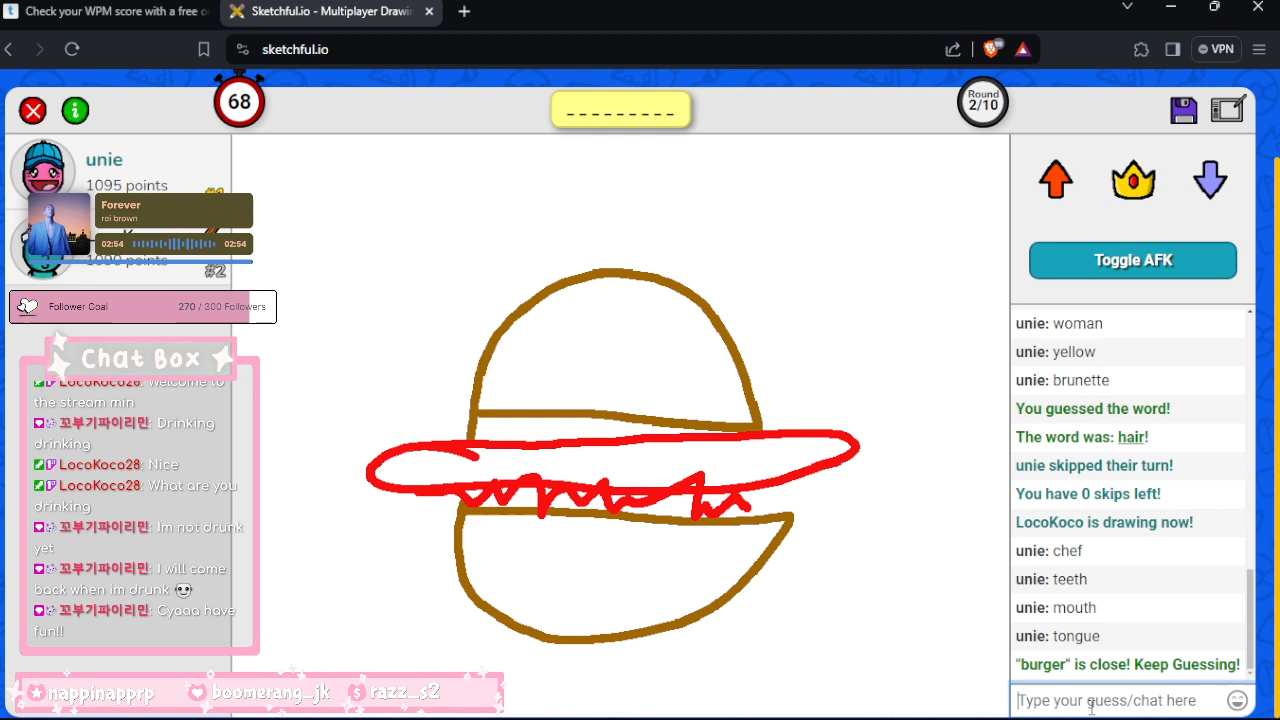 Check your WPM score with a free o
Sketchful.io - Multiplayer Drawin
sketchful.io
VPN
68
_ _ _ _ _ _ _ _ _
Round
2/10
unie
1095 points
#1
Forever
rei brown
02:54 02:54
1090 points
#2
Follower Goal 270 / 300 Followers
Chat Box
LocoKoco28: Welcome to
the stream min
꼬부기파이리민: Drinking
drinking
LocoKoco28: Nice
LocoKoco28: What are you
drinking
꼬부기파이리민: Im not drunk
yet
꼬부기파이리민: I will come
back when im drunk
꼬부기파이리민: Cyaaa have
fun!!
nappinapprp boomerang_jk razz_s2
Toggle AFK
unie: woman
unie: yellow
unie: brunette
You guessed the word!
The word was: hair!
unie skipped their turn!
You have 0 skips left!
LocoKoco is drawing now!
unie: chef
unie: teeth
unie: mouth
unie: tongue
"burger" is close! Keep Guessing!
Type your guess/chat here